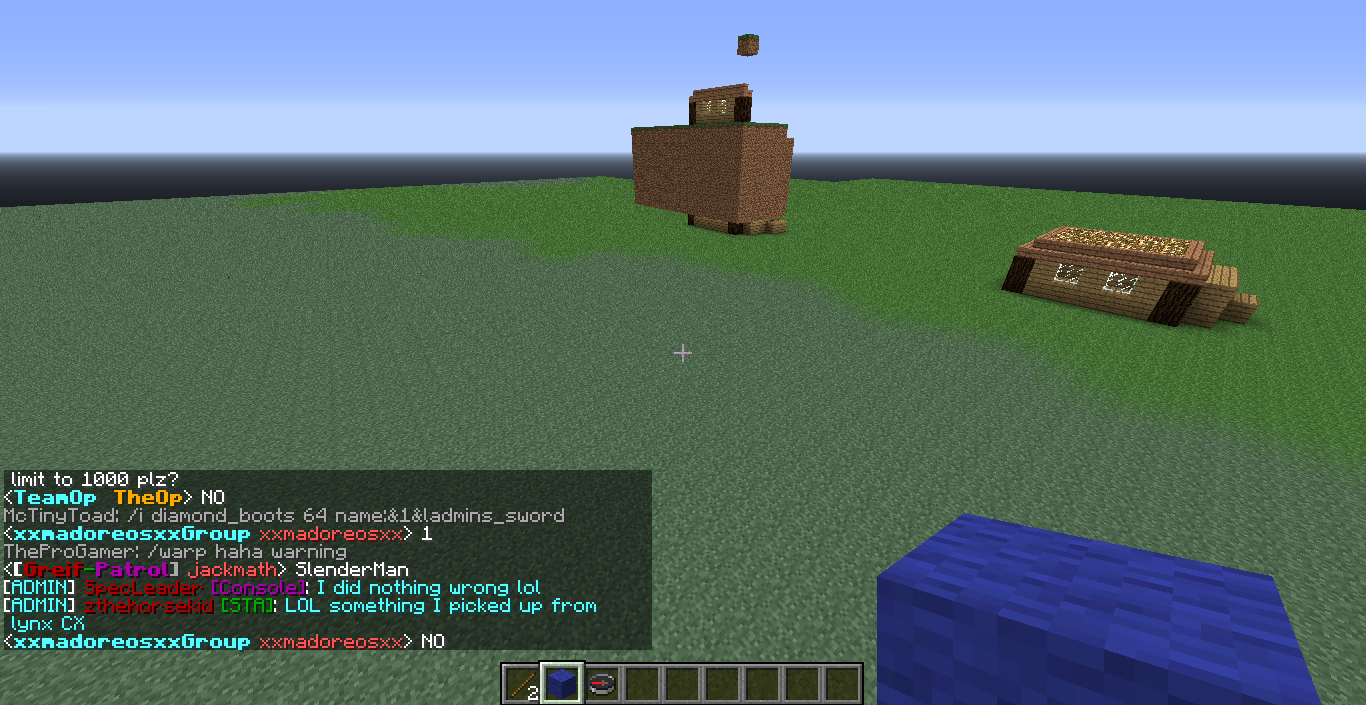 limit to 1000 plz?
<TeamOp TheOp> NO
McTinyToad: /i diamond_boots 64 name:&1&ladmins_sword
<xxmadoreosxxGroup xxmadoreosxx> 1
TheProGamer: /warp haha warning
<[Greif-Patrol] jackmath> SlenderMan
[ADMIN] SpecLeader [Console]: I did nothing wrong lol
[ADMIN] zthehorsekid [STA]: LOL something I picked up from
lynx CX
<xxmadoreosxxGroup xxmadoreosxx> NO
2